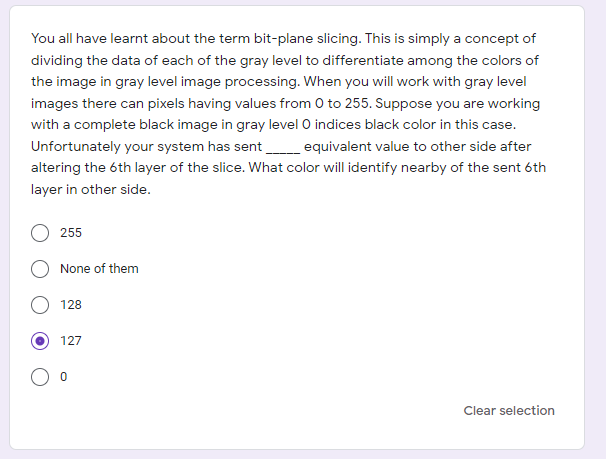 You all have learnt about the term bit-plane slicing. This is simply a concept of
dividing the data of each of the gray level to differentiate among the colors of
the image in gray level image processing. When you will work with gray level
images there can pixels having values from 0 to 255. Suppose you are working
with a complete black image in gray level 0 indices black color in this case.
Unfortunately your system has sent _____ equivalent value to other side after
altering the 6th layer of the slice. What color will identify nearby of the sent 6th
layer in other side.
255
None of them
128
127
0
Clear selection